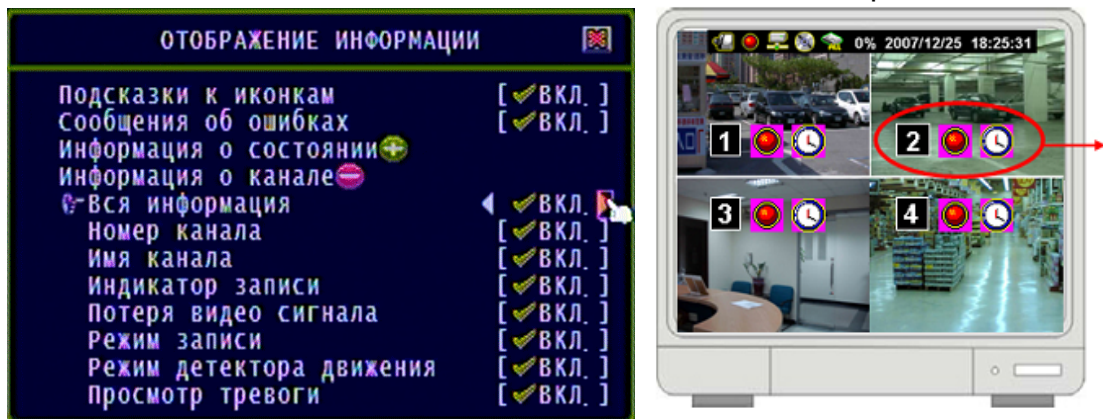 ОТОБРАЖЕНИЕ ИНФОРМАЦИИ
Подсказки к иконкам [ ВКЛ. ]
Сообщения об ошибках [ ВКЛ. ]
Информация о состоянии
Информация о канале
Вся информация ВКЛ.
Номер канала [ ВКЛ. ]
Имя канала [ ВКЛ. ]
Индикатор записи [ ВКЛ. ]
Потеря видео сигнала [ ВКЛ. ]
Режим записи [ ВКЛ. ]
Режим детектора движения [ ВКЛ. ]
Просмотр тревоги [ ВКЛ. ]
0% 2007/12/25 18:25:31
1
2
3
4